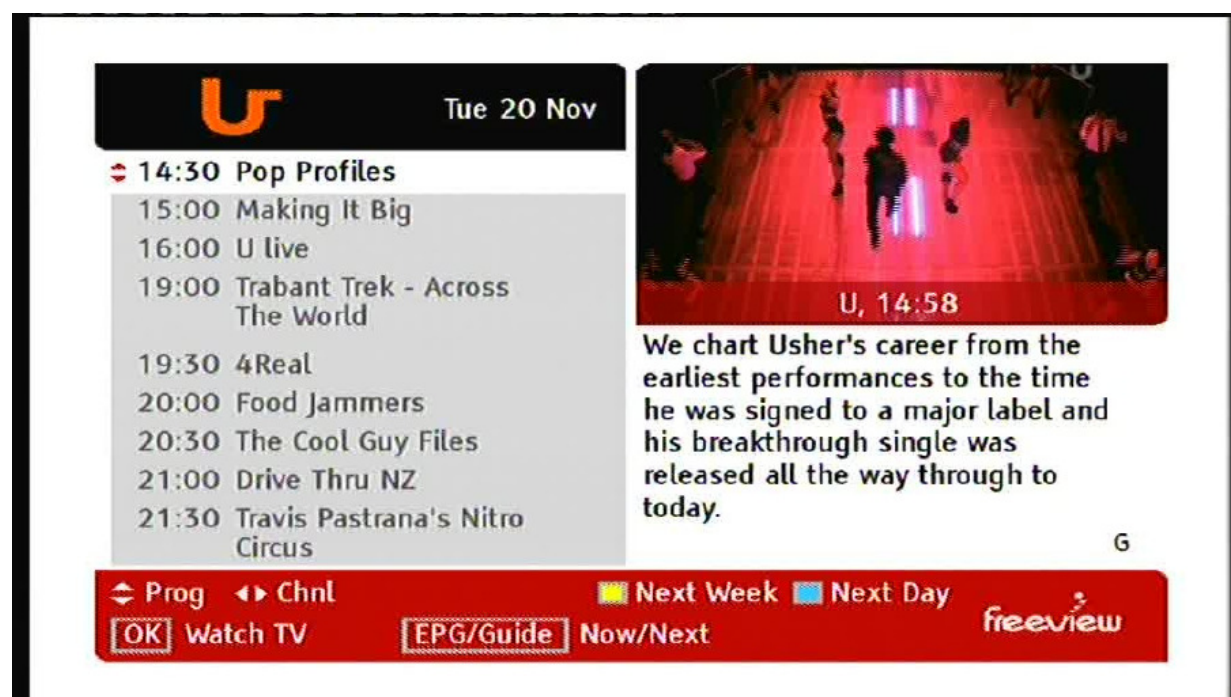 U
Tue 20 Nov
14:30 Pop Profiles
15:00 Making It Big
16:00 U live
19:00 Trabant Trek - Across
The World
19:30 4Real
20:00 Food Jammers
20:30 The Cool Guy Files
21:00 Drive Thru NZ
21:30 Travis Pastrana's Nitro
Circus
U, 14:58
We chart Usher's career from the
earliest performances to the time
he was signed to a major label and
his breakthrough single was
released all the way through to
today.
G
Prog Chnl Next Week Next Day
OK Watch TV EPG/Guide Now/Next
freeview